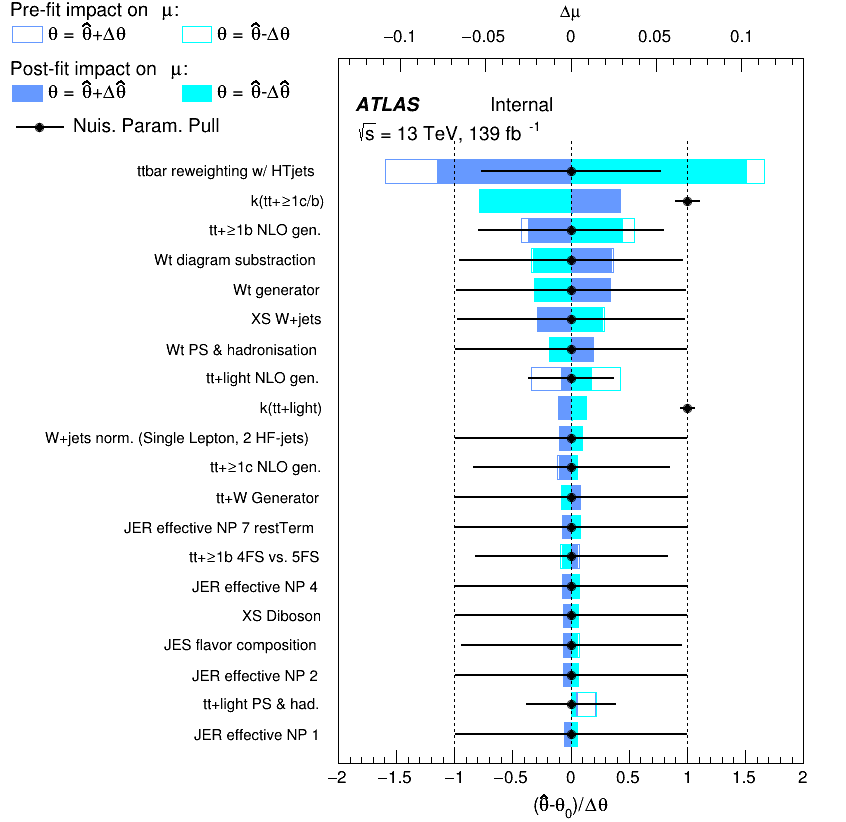 Pre-fit impact on μ:
θ = θ̂+Δθ θ = θ̂-Δθ
Post-fit impact on μ:
θ = θ̂+Δθ̂ θ = θ̂-Δθ̂
Nuis. Param. Pull
Δμ
−0.1 −0.05 0 0.05 0.1
ATLAS Internal
√s = 13 TeV, 139 fb⁻¹
ttbar reweighting w/ HTjets
k(tt+≥1c/b)
tt+≥1b NLO gen.
Wt diagram substraction
Wt generator
XS W+jets
Wt PS & hadronisation
tt+light NLO gen.
k(tt+light)
W+jets norm. (Single Lepton, 2 HF-jets)
tt+≥1c NLO gen.
tt+W Generator
JER effective NP 7 restTerm
tt+≥1b 4FS vs. 5FS
JER effective NP 4
XS Diboson
JES flavor composition
JER effective NP 2
tt+light PS & had.
JER effective NP 1
−2 −1.5 −1 −0.5 0 0.5 1 1.5 2
(θ̂-θ₀)/Δθ